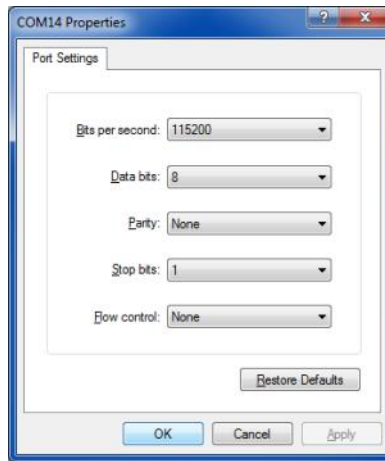 COM14 Properties
Port Settings
Bits per second: 115200
Data bits: 8
Parity: None
Stop bits: 1
Flow control: None
Restore Defaults
OK Cancel Apply